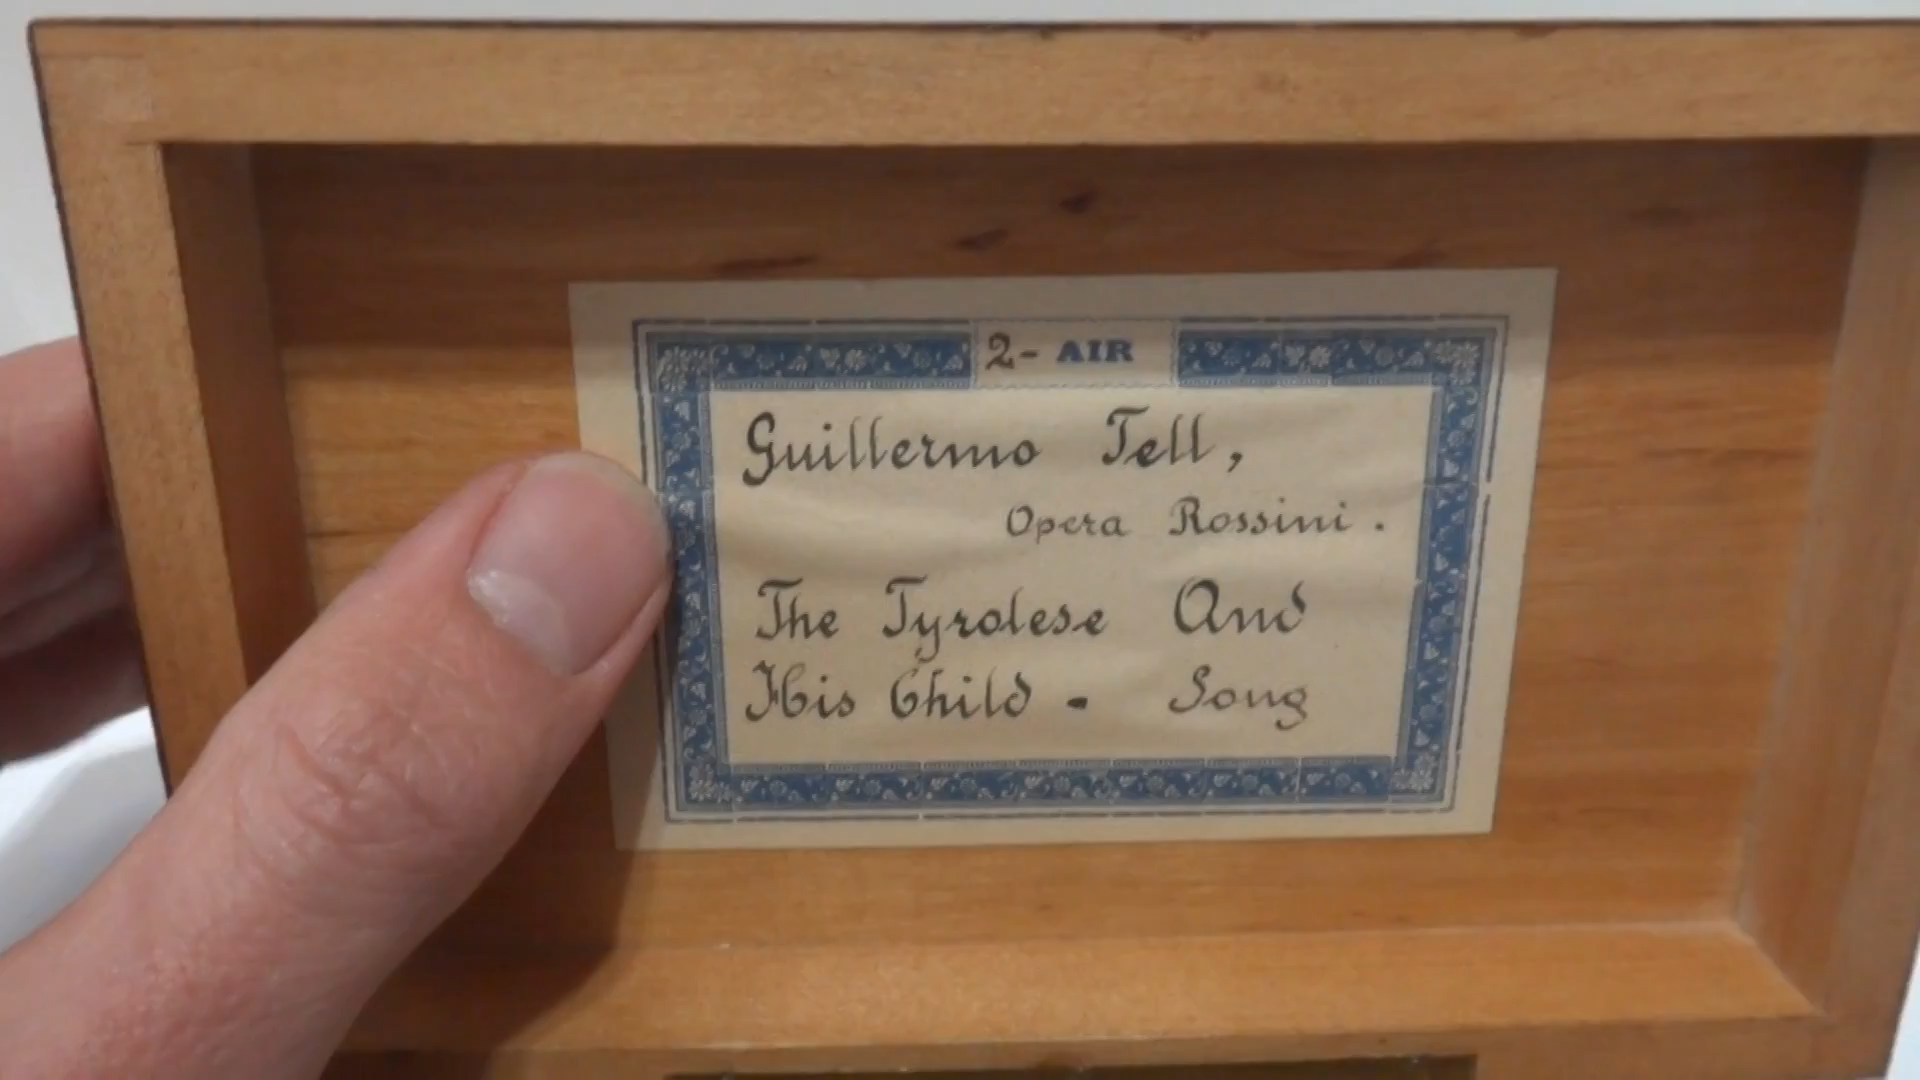 2- AIR
Guillermo Tell,
Opera Rossini.
The Tyrolese And
His Child - Song